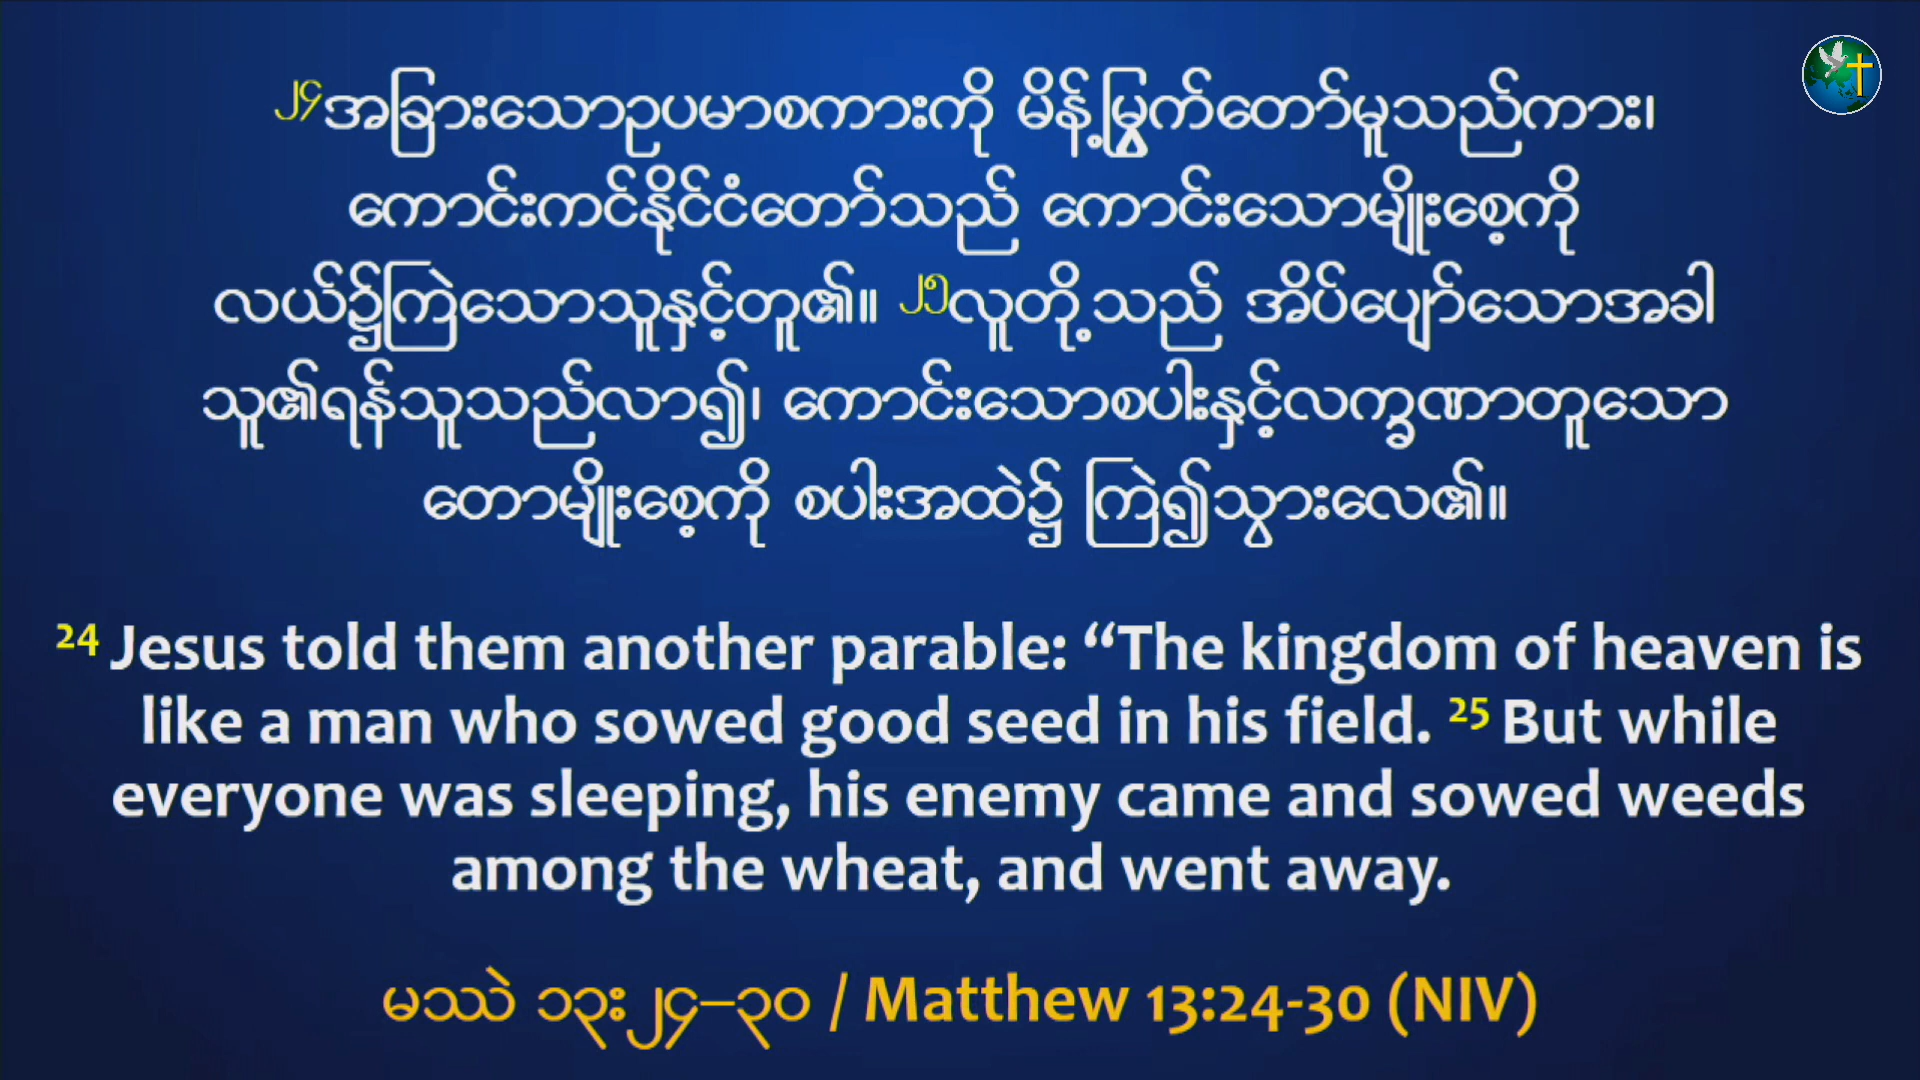 ၂၄အခြားသောဥပမာစကားကို မိန့်မြွက်တော်မူသည်ကား၊
ကောင်းကင်နိုင်ငံတော်သည် ကောင်းသောမျိုးစေ့ကို
လယ်၌ကြဲသောသူနှင့်တူ၏။ ၂၅လူတို့သည် အိပ်ပျော်သောအခါ
သူ၏ရန်သူသည်လာ၍၊ ကောင်းသောစပါးနှင့်လက္ခဏာတူသော
တောမျိုးစေ့ကို စပါးအထဲ၌ ကြဲ၍သွားလေ၏။
24 Jesus told them another parable: “The kingdom of heaven is
like a man who sowed good seed in his field. 25 But while
everyone was sleeping, his enemy came and sowed weeds
among the wheat, and went away.
မဿဲ ၁၃း၂၄–၃၀ / Matthew 13:24-30 (NIV)